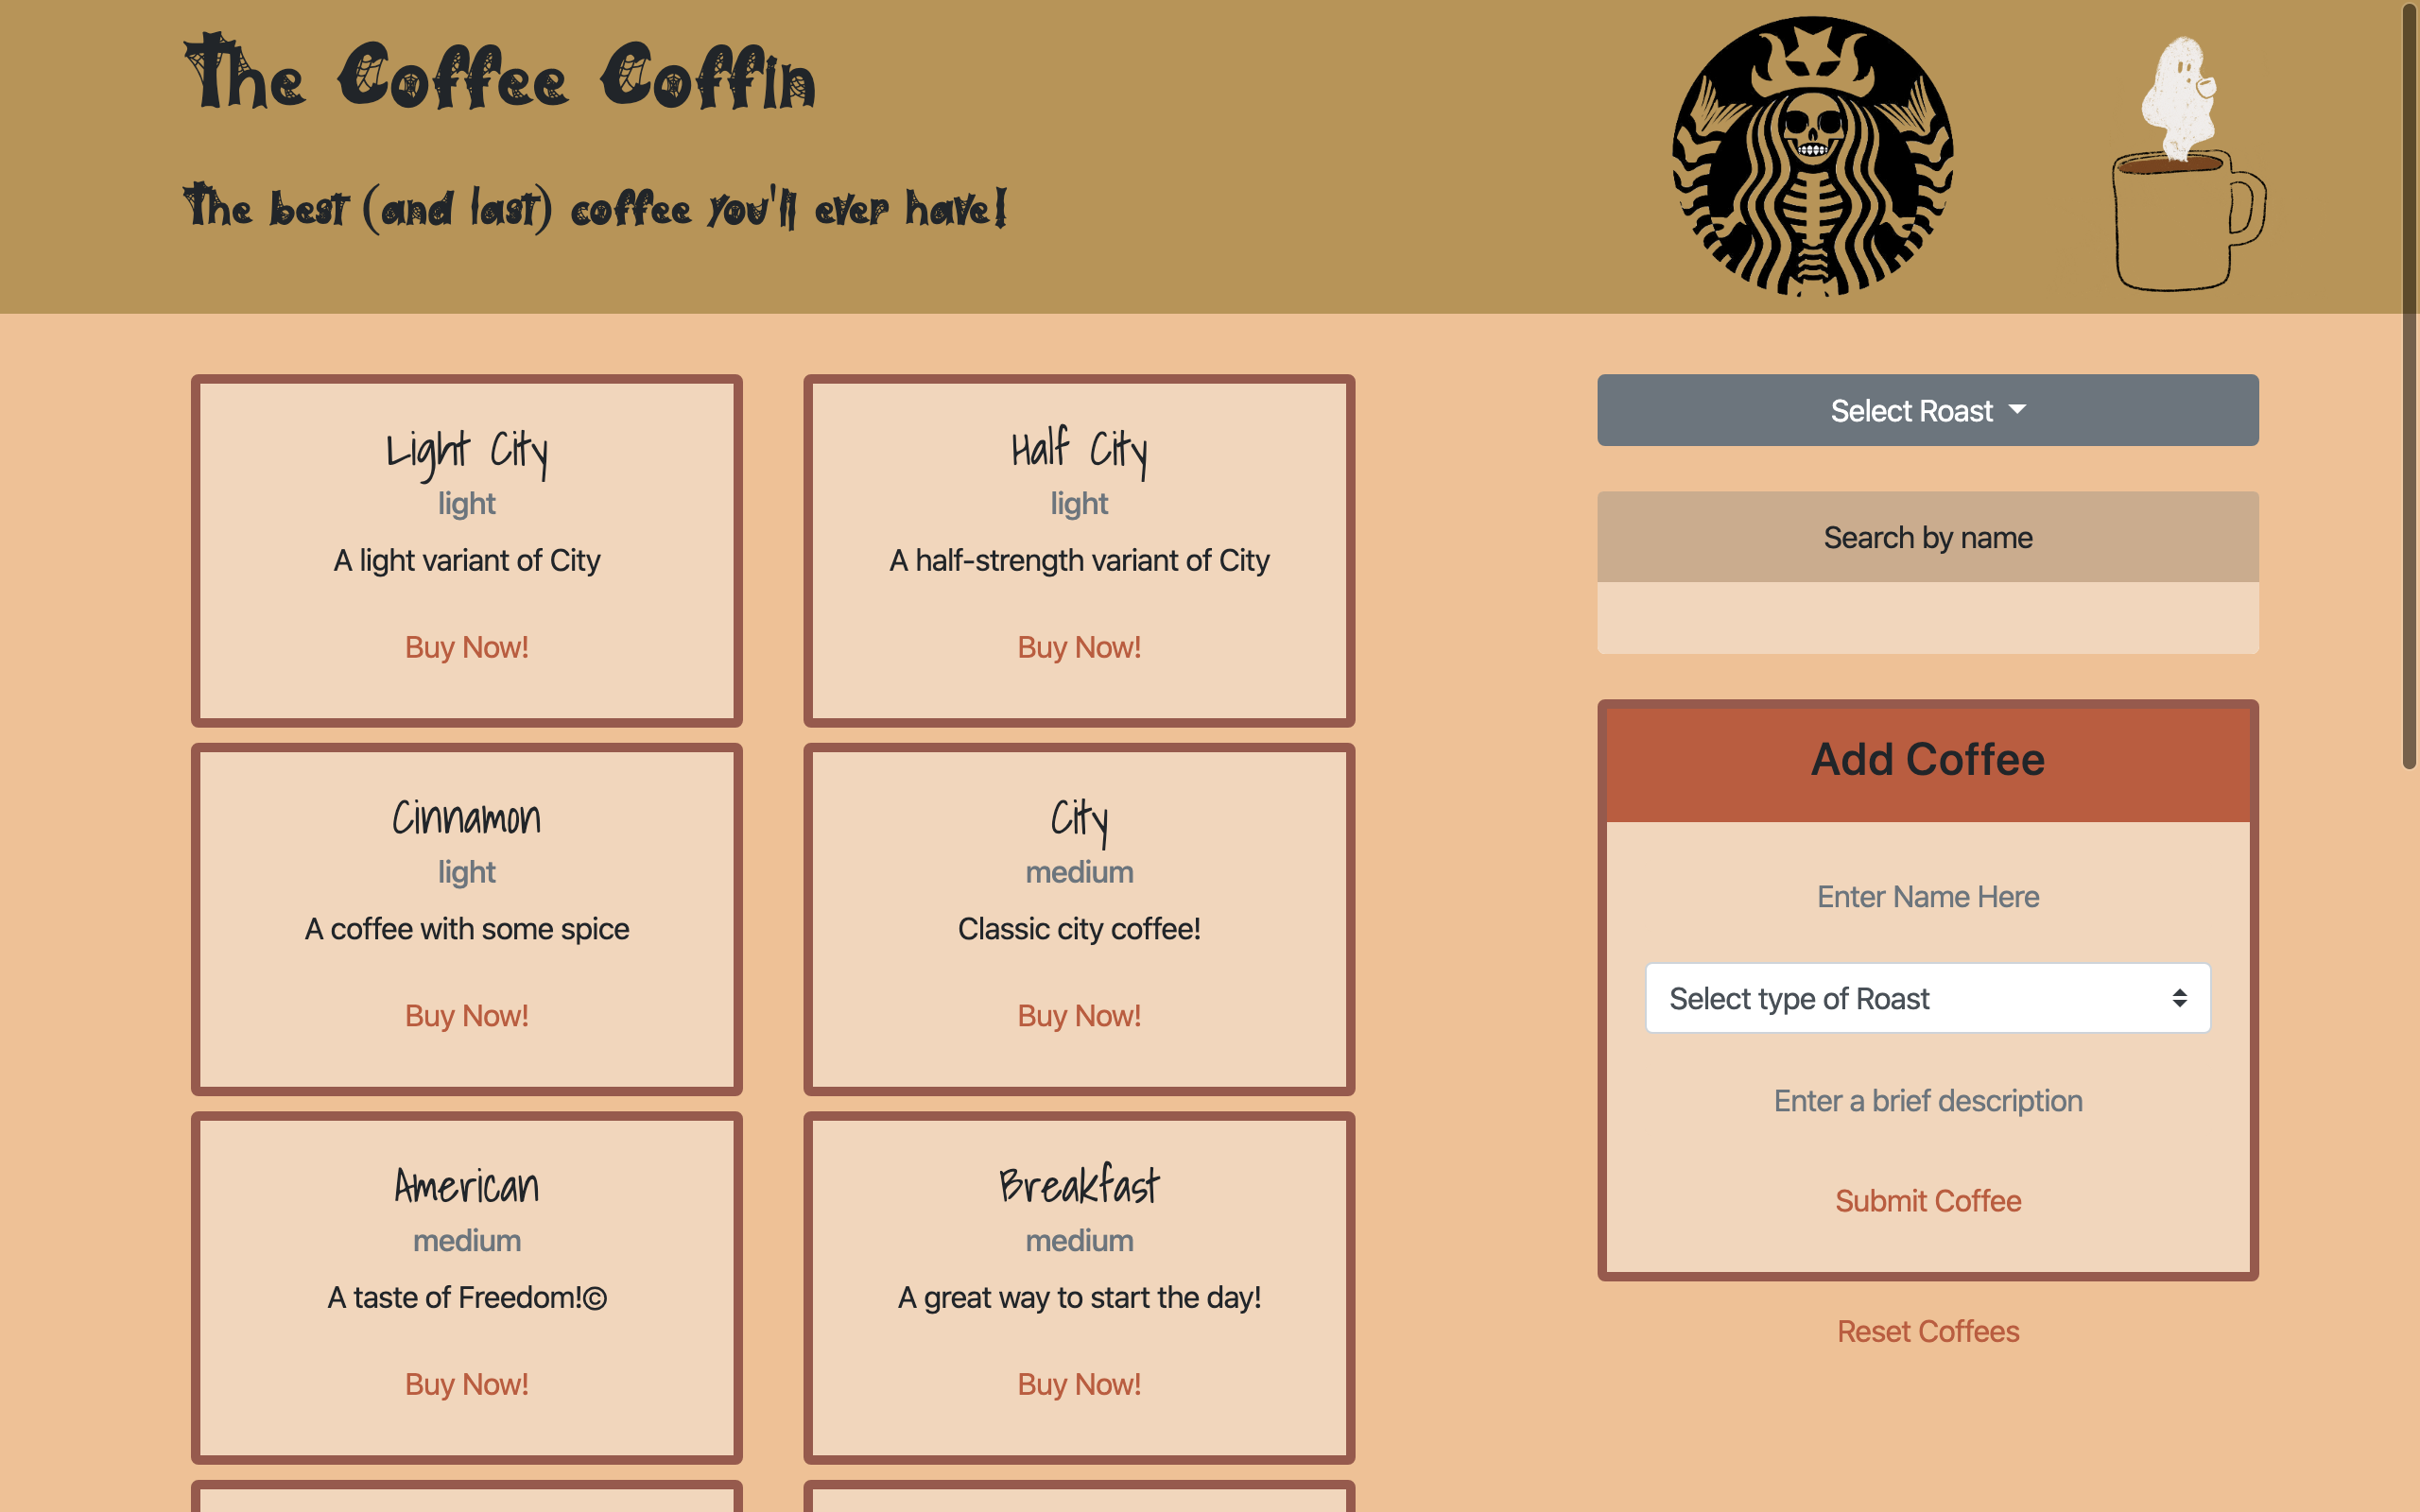 The Coffee Coffin
The best (and last) coffee you'll ever have!
Light City
light
A light variant of City
Buy Now!
Half City
light
A half-strength variant of City
Buy Now!
Cinnamon
light
A coffee with some spice
Buy Now!
City
medium
Classic city coffee!
Buy Now!
American
medium
A taste of Freedom!©
Buy Now!
Breakfast
medium
A great way to start the day!
Buy Now!
Select Roast
Search by name
Add Coffee
Enter Name Here
Select type of Roast
Enter a brief description
Submit Coffee
Reset Coffees